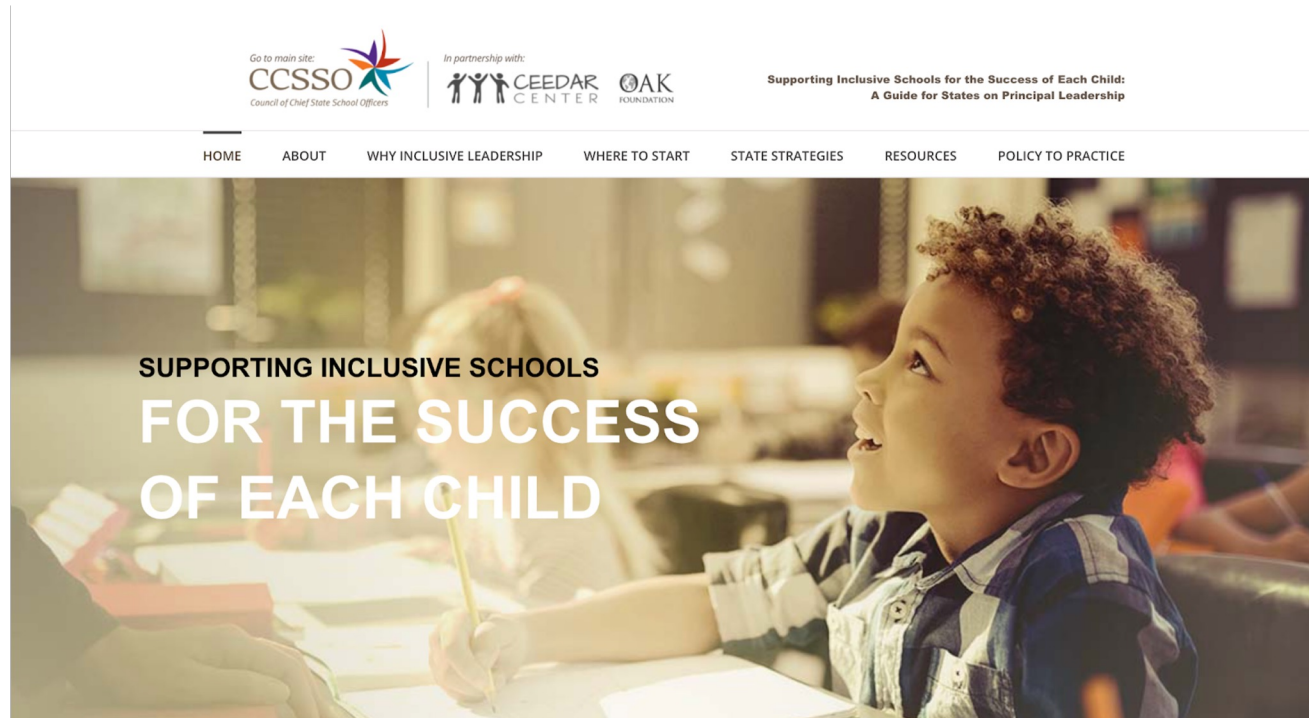 Go to main site:
CCSSO
Council of Chief State School Officers
In partnership with:
CEEDAR
CENTER
OAK
FOUNDATION
Supporting Inclusive Schools for the Success of Each Child:
A Guide for States on Principal Leadership
HOME ABOUT WHY INCLUSIVE LEADERSHIP WHERE TO START STATE STRATEGIES RESOURCES POLICY TO PRACTICE
SUPPORTING INCLUSIVE SCHOOLS
FOR THE SUCCESS
OF EACH CHILD